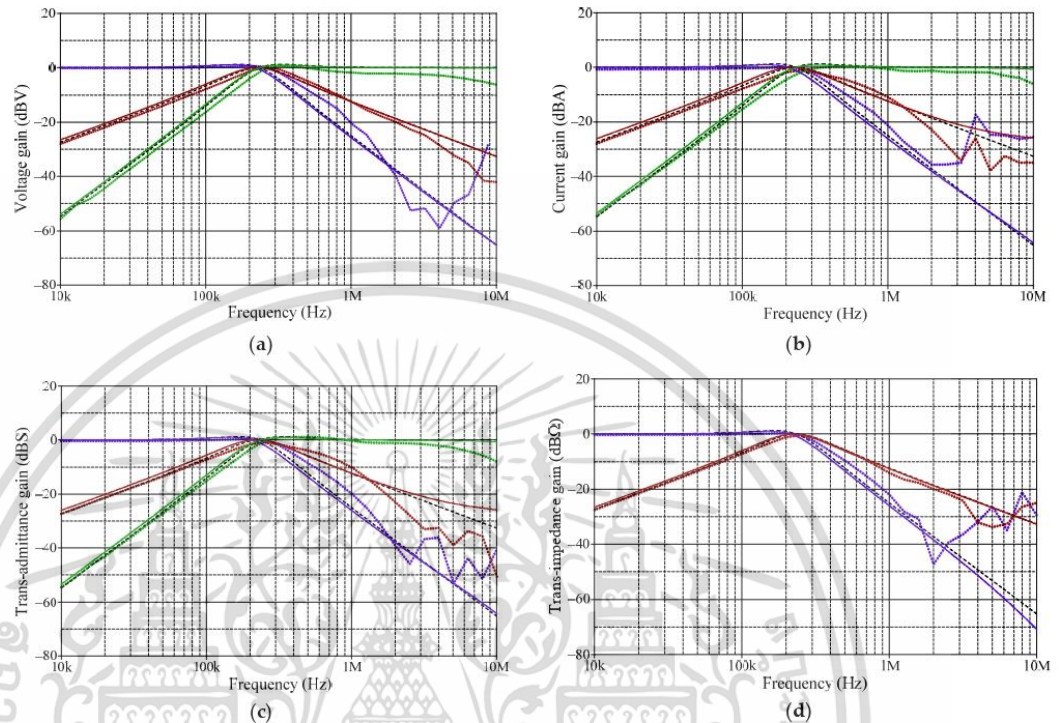 20
0
−20
−40
−60
−80
Voltage gain (dBV)
10k 100k 1M 10M
Frequency (Hz)
(a)
20
0
−20
−40
−60
−80
Current gain (dBA)
10k 100k 1M 10M
Frequency (Hz)
(b)
20
0
−20
−40
−60
−80
Trans-admittance gain (dBS)
10k 100k 1M 10M
Frequency (Hz)
(c)
20
0
−20
−40
−60
−80
Trans-impedance gain (dBΩ)
10k 100k 1M 10M
Frequency (Hz)
(d)